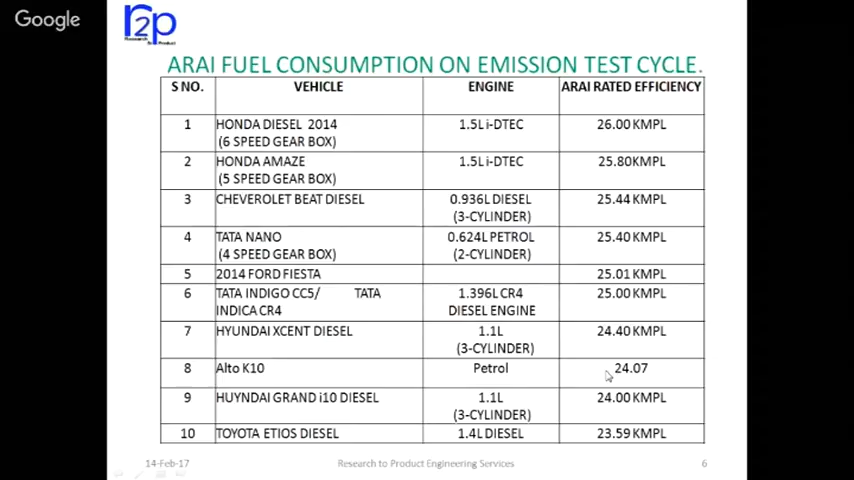 Google
r2p
Research to Product
ARAI FUEL CONSUMPTION ON EMISSION TEST CYCLE.
S NO. VEHICLE ENGINE ARAI RATED EFFICIENCY
1 HONDA DIESEL 2014 1.5L i-DTEC 26.00 KMPL
(6 SPEED GEAR BOX)
2 HONDA AMAZE 1.5L i-DTEC 25.80KMPL
(5 SPEED GEAR BOX)
3 CHEVEROLET BEAT DIESEL 0.936L DIESEL 25.44 KMPL
(3-CYLINDER)
4 TATA NANO 0.624L PETROL 25.40 KMPL
(4 SPEED GEAR BOX) (2-CYLINDER)
5 2014 FORD FIESTA 25.01 KMPL
6 TATA INDIGO CC5/ TATA 1.396L CR4 25.00 KMPL
INDICA CR4 DIESEL ENGINE
7 HYUNDAI XCENT DIESEL 1.1L 24.40 KMPL
(3-CYLINDER)
8 Alto K10 Petrol 24.07
9 HUYNDAI GRAND i10 DIESEL 1.1L 24.00 KMPL
(3-CYLINDER)
10 TOYOTA ETIOS DIESEL 1.4L DIESEL 23.59 KMPL
14-Feb-17 Research to Product Engineering Services 6